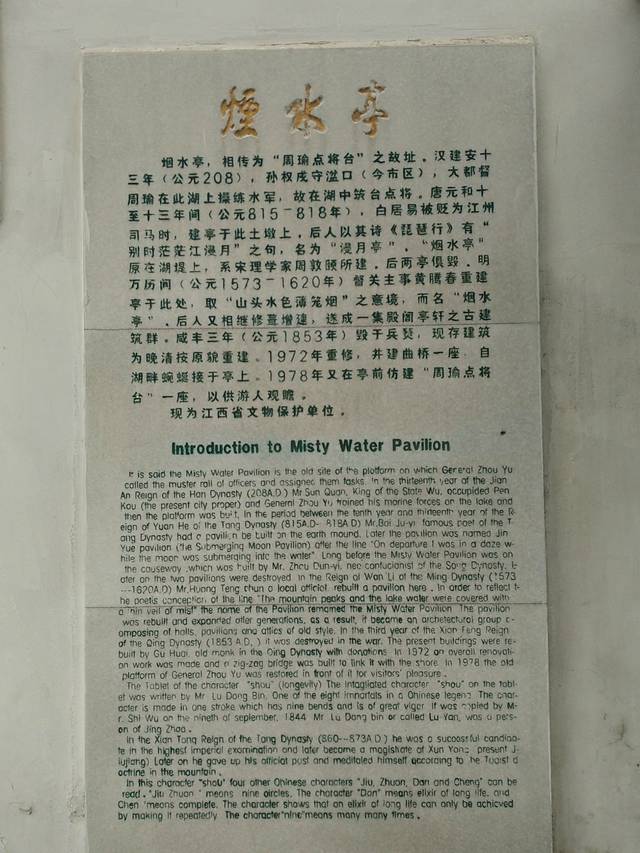 煙水亭
烟水亭，相传为“周瑜点将台”之故址。汉建安十
三年（公元208），孙权戍守湓口（今市区），大都督
周瑜在此湖上操练水军，故在湖中筑台点将。唐元和十
至十三年间（公元815－818年），白居易被贬为江州
司马时，建亭于此土墩上。后人以其诗《琵琶行》有“
别时茫茫江浸月”之句，名为“浸月亭”。“烟水亭”
原在湖堤上，系宋理学家周敦颐所建。后两亭俱毁。明
万历间（公元1573－1620年）督关主事黄腾春重建
亭于此处，取“山头水色薄笼烟”之意境，而名“烟水
亭”。后人又相继修葺增建，遂成一集殿阁亭轩之古建
筑群。咸丰三年（公元1853年）毁于兵燹，现存建筑
为晚清按原貌重建。1972年重修，并建曲桥一座，自
湖畔蜿蜒接于亭上。1978年又在亭前仿建“周瑜点将
台”一座，以供游人观瞻。
现为江西省文物保护单位。
Introduction to Misty Water Pavilion
It is said the Misty Water Pavilion is the old site of the platform on which General Zhou Yu
called the muster roll of officers and assigned them tasks. In the thirteenth year of the Jian
An Reign of the Han Dynasty (208A.D.) Mr.Sun Quan, King of the State Wu, occupided Pen
Kou (the present city proper) and General Zhou Yu trained his marine forces on the lake and
then the platform was built. In the period between the tenth year and thirteenth year of the R-
eign of Yuan He of the Tang Dynasty (815A.D-- 818A.D) Mr.Bai Ju-yi famous poet of the T-
ang Dynasty had a pavilion be built on the earth mound. Later the pavilion was named Jin
Yue pavilion (the Submerging Moon Pavilion) after the line "On departure I was in a daze w-
hile the moon was submerging into the water". Long before the Misty Water Pavilion was on
the causeway ,which was built by Mr. Zhou Dun-yi, neo confucianist of the Song Dynasty, l-
ater on the two pavilions were destroyed. In the Reign of Wan Li of the Ming Dynasty (1573
---1620A.D) Mr.Huang Teng chun a local official, rebuilt a pavilion here . In order to reflect t-
he poetis conception of the line "The mountain peaks and the lake water were covered with
a thin veil of mist" the name of the Pavilion remained the Misty Water Pavilion. The pavilion
was rebuilt and expanded after generations, as a result, it became an archetectural group c-
omposing of halls, pavilions and attics of old style. In the third year of the Xian Feng Reign
of the Qing Dynasty (1853 A.D.) it was destroyed in the war. The present buildings were re-
built by Gu Huai, old monk in the Qing Dynasty with donations. In 1972 an overall renovati-
on work was made and a zig-zag bridge was built to link it with the shore. In 1978 the old
platform of General Zhou Yu was restored in front of it for visitors' pleasure .
The Tablet of the character "shou" (longevity) The intagliated character "shou" on the tabl-
et was written by Mr Lu Dong Bin, One of the eight immortals in a Chinese legend. The char-
acter is made in one stroke which has nine bends and is of great viger. It was copied by M-
r. Shi Wu on the nineth of september, 1844 Mr Lu Dong bin or called Lu Yan, was a pers-
on of Jing Zhao .
In the Xian Tong Reign of the Tang Dynasty (860--873A.D.) he was a successful candida-
te in the highest imperial examination and later became a magistrate of Xun Yang (present J-
iujiang) Later on he gave up his official post and meditated himself according to the Taoist d-
octrine in the mountain .
In this character "shou" four other Chinese characters "Jiu, Zhuan, Dan and Cheng" can be
read . "Jiu Zhuan " means nine circles, The character "Dan" means elixir of long life, and
Chen "means complete. The character shows that an elixir of long life can only be achieved
by making it repeatedly The character"nine"means many many times .